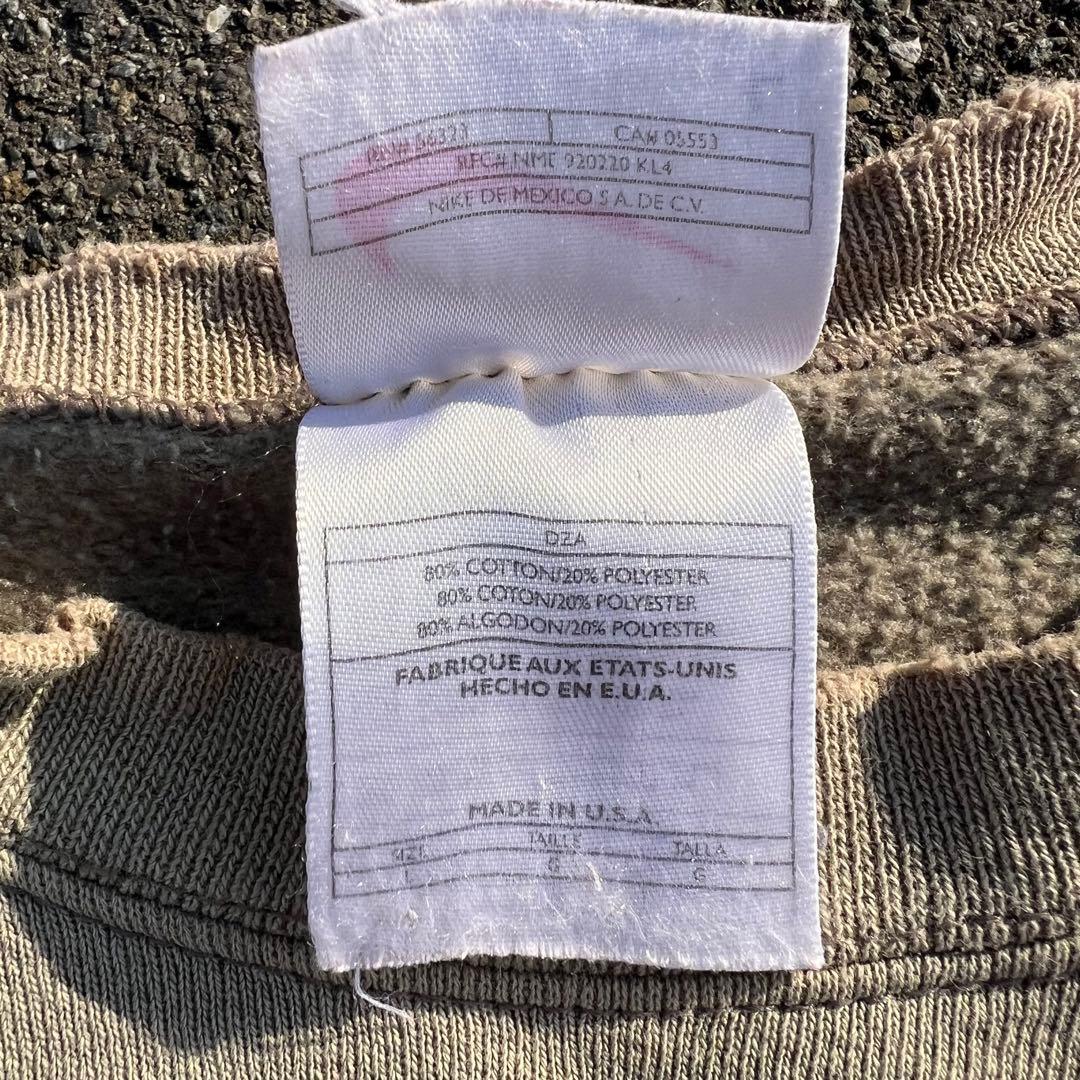 RN# 56323 CA# 05553
RFC# NME 920220 KL4
NIKE DE MEXICO S.A. DE C.V.
DZA
80% COTTON/20% POLYESTER
80% COTON/20% POLYESTER
80% ALGODON/20% POLYESTER
FABRIQUE AUX ETATS-UNIS
HECHO EN E.U.A.
MADE IN U.S.A.
SIZE TAILLE TALLA
L G G